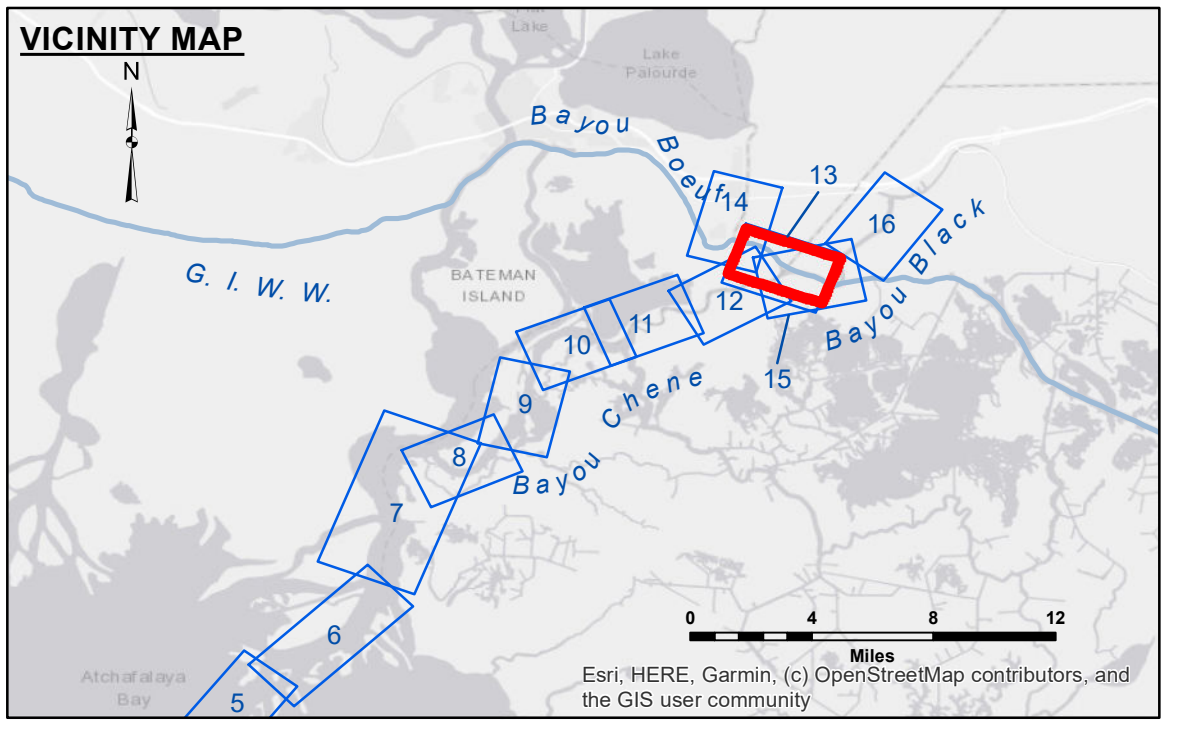 VICINITY MAP
N
Lake
Lake
Palourde
Bayou
Boeuf
13
14
16
G. I. W. W.
BATEMAN
ISLAND
Bayou Black
12
11
10
15
9
Bayou Chene
8
7
6
5
Atchafalaya
Bay
0 4 8 12
Miles
Esri, HERE, Garmin, (c) OpenStreetMap contributors, and
the GIS user community